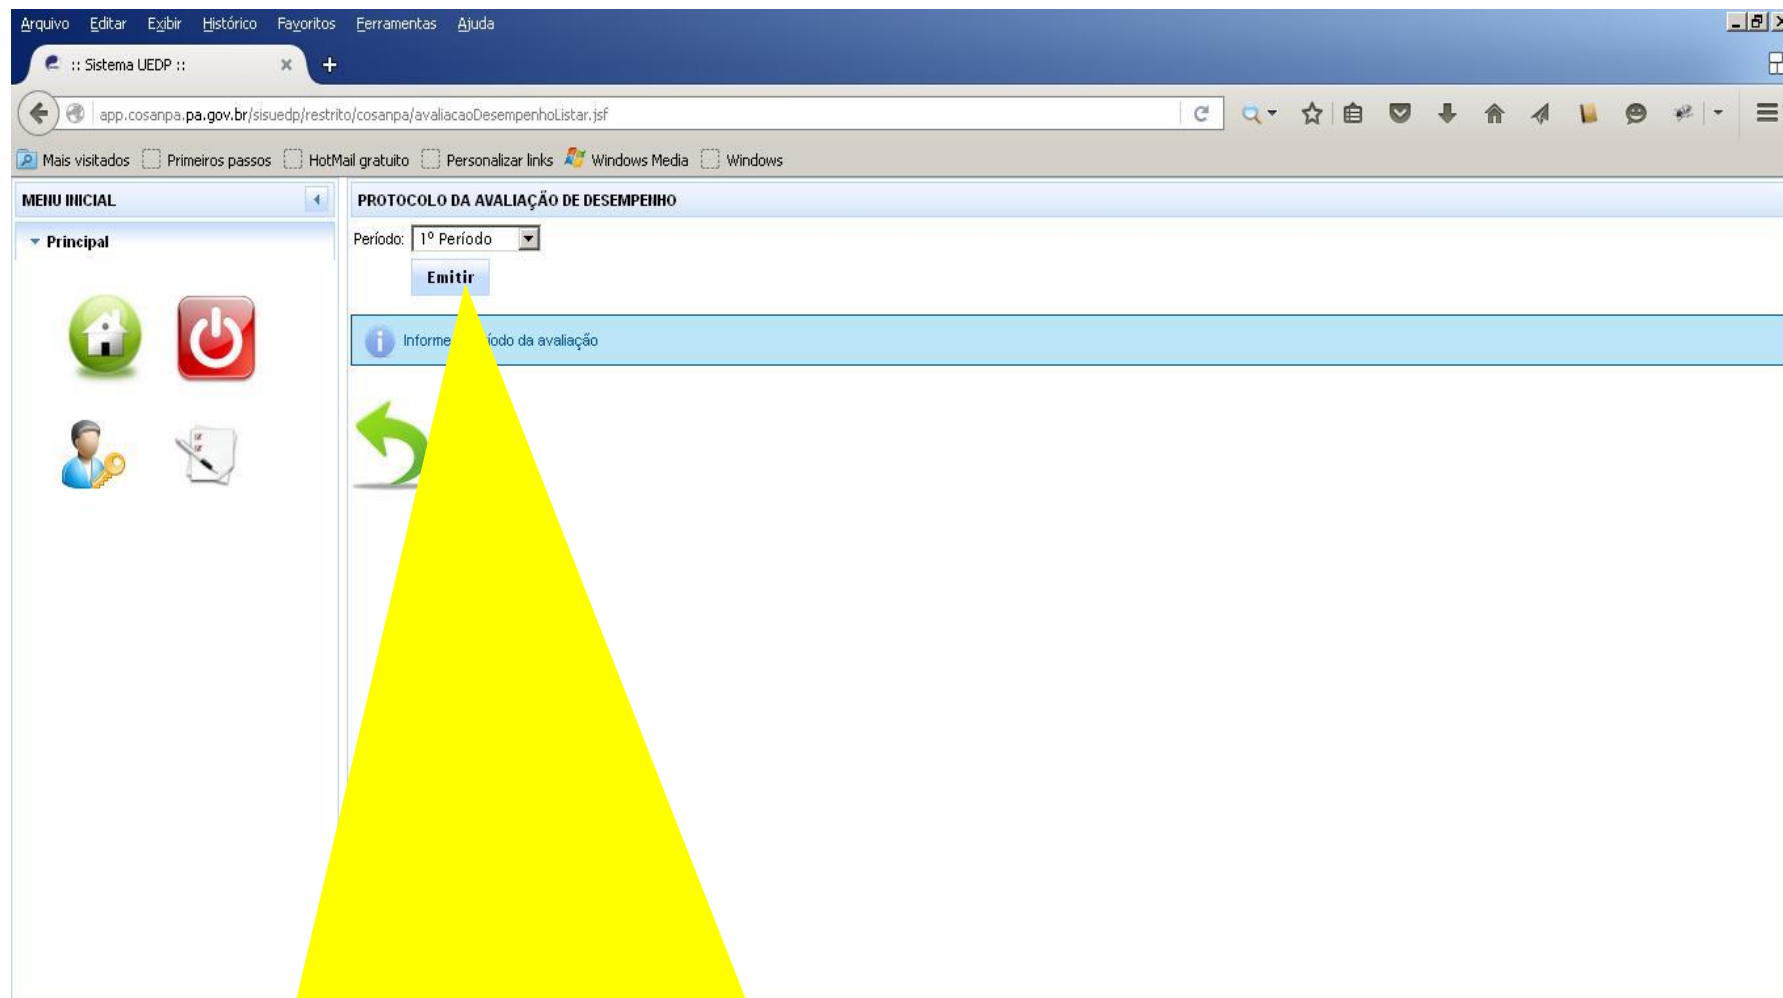 Arquivo Editar Exibir Histórico Favoritos Ferramentas Ajuda
:: Sistema UEDP ::
app.cosanpa.pa.gov.br/sisuedp/restrito/cosanpa/avaliacaoDesempenhoListar.jsf
Mais visitados Primeiros passos HotMail gratuito Personalizar links Windows Media Windows
MENU INICIAL
PROTOCOLO DA AVALIAÇÃO DE DESEMPENHO
Principal
Período: 1º Período
Emitir
Informe da avaliação